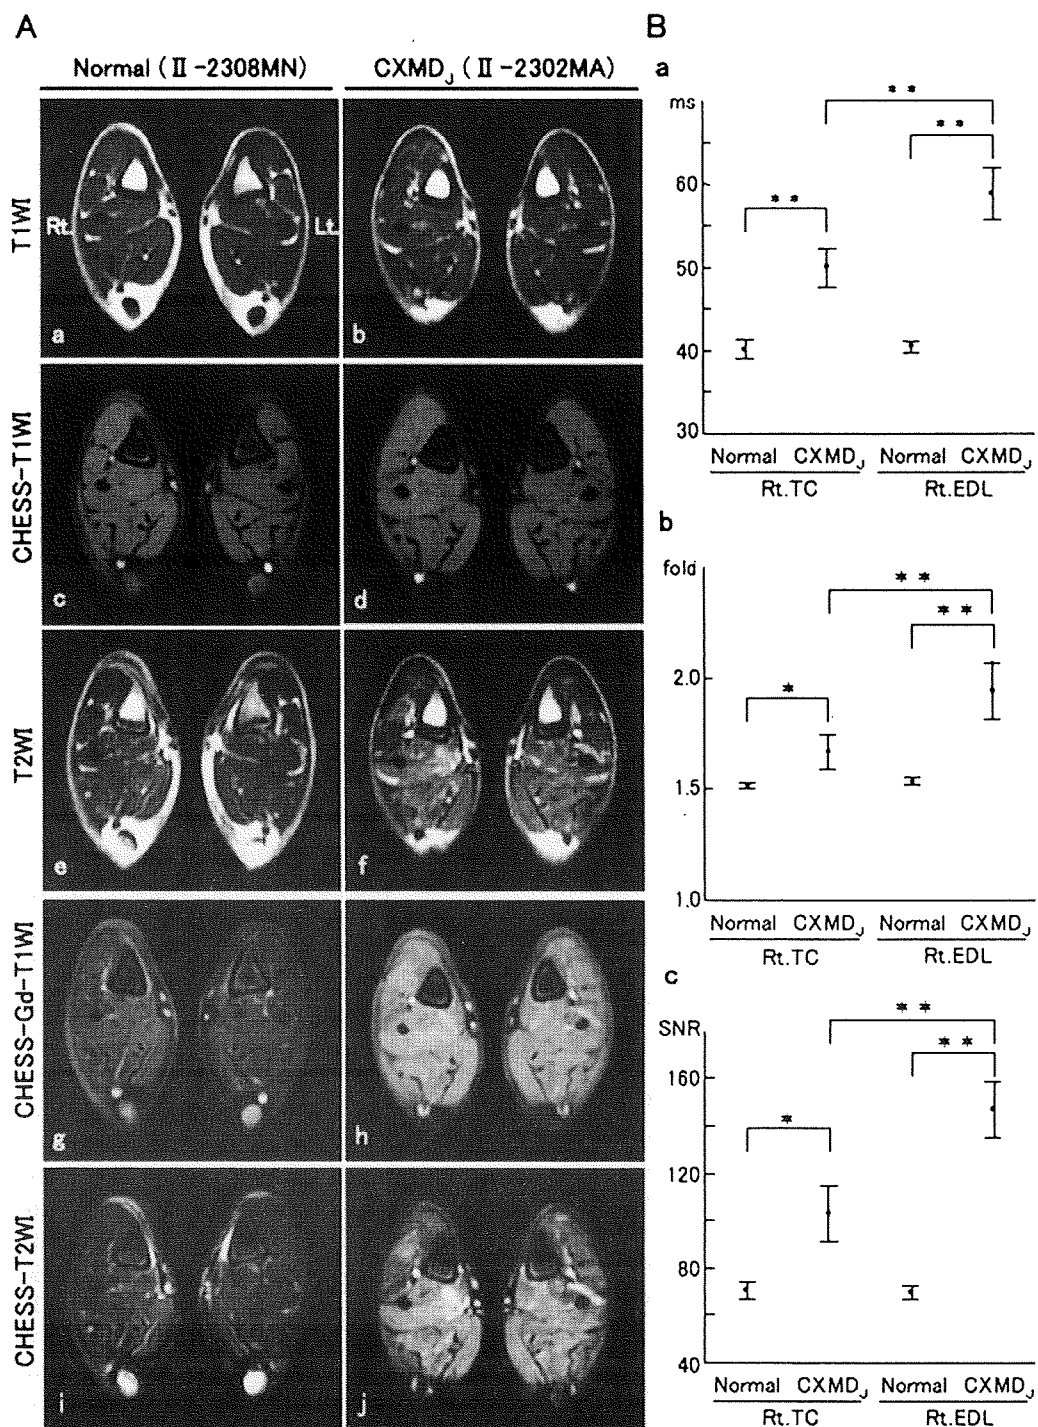 A
Normal (Ⅱ-2308MN)
CXMDJ (Ⅱ-2302MA)
T1WI
Rt.
Lt.
a
b
CHESS-T1WI
c
d
T2WI
e
f
CHESS-Gd-T1WI
g
h
CHESS-T2WI
i
j
B
a
ms
60
50
40
30
* *
* *
* *
Normal CXMDJ Normal CXMDJ
Rt.TC Rt.EDL
b
fold
2.0
1.5
1.0
* *
* *
*
Normal CXMDJ Normal CXMDJ
Rt.TC Rt.EDL
c
SNR
160
120
80
40
* *
* *
*
Normal CXMDJ Normal CXMDJ
Rt.TC Rt.EDL